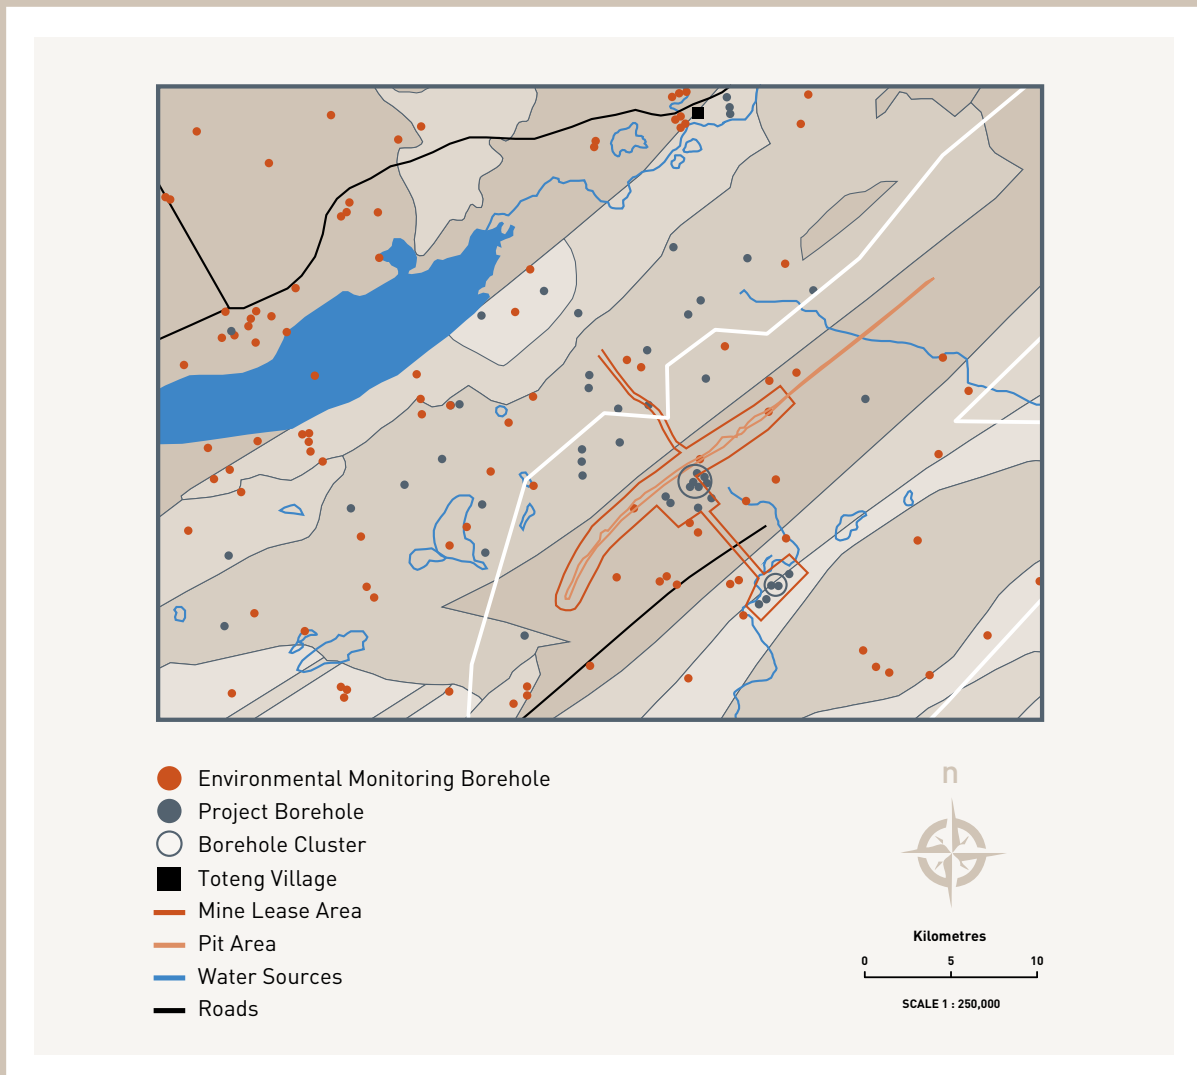 Environmental Monitoring Borehole
Project Borehole
Borehole Cluster
Toteng Village
Mine Lease Area
Pit Area
Water Sources
Roads
n
Kilometres
0 5 10
SCALE 1 : 250,000